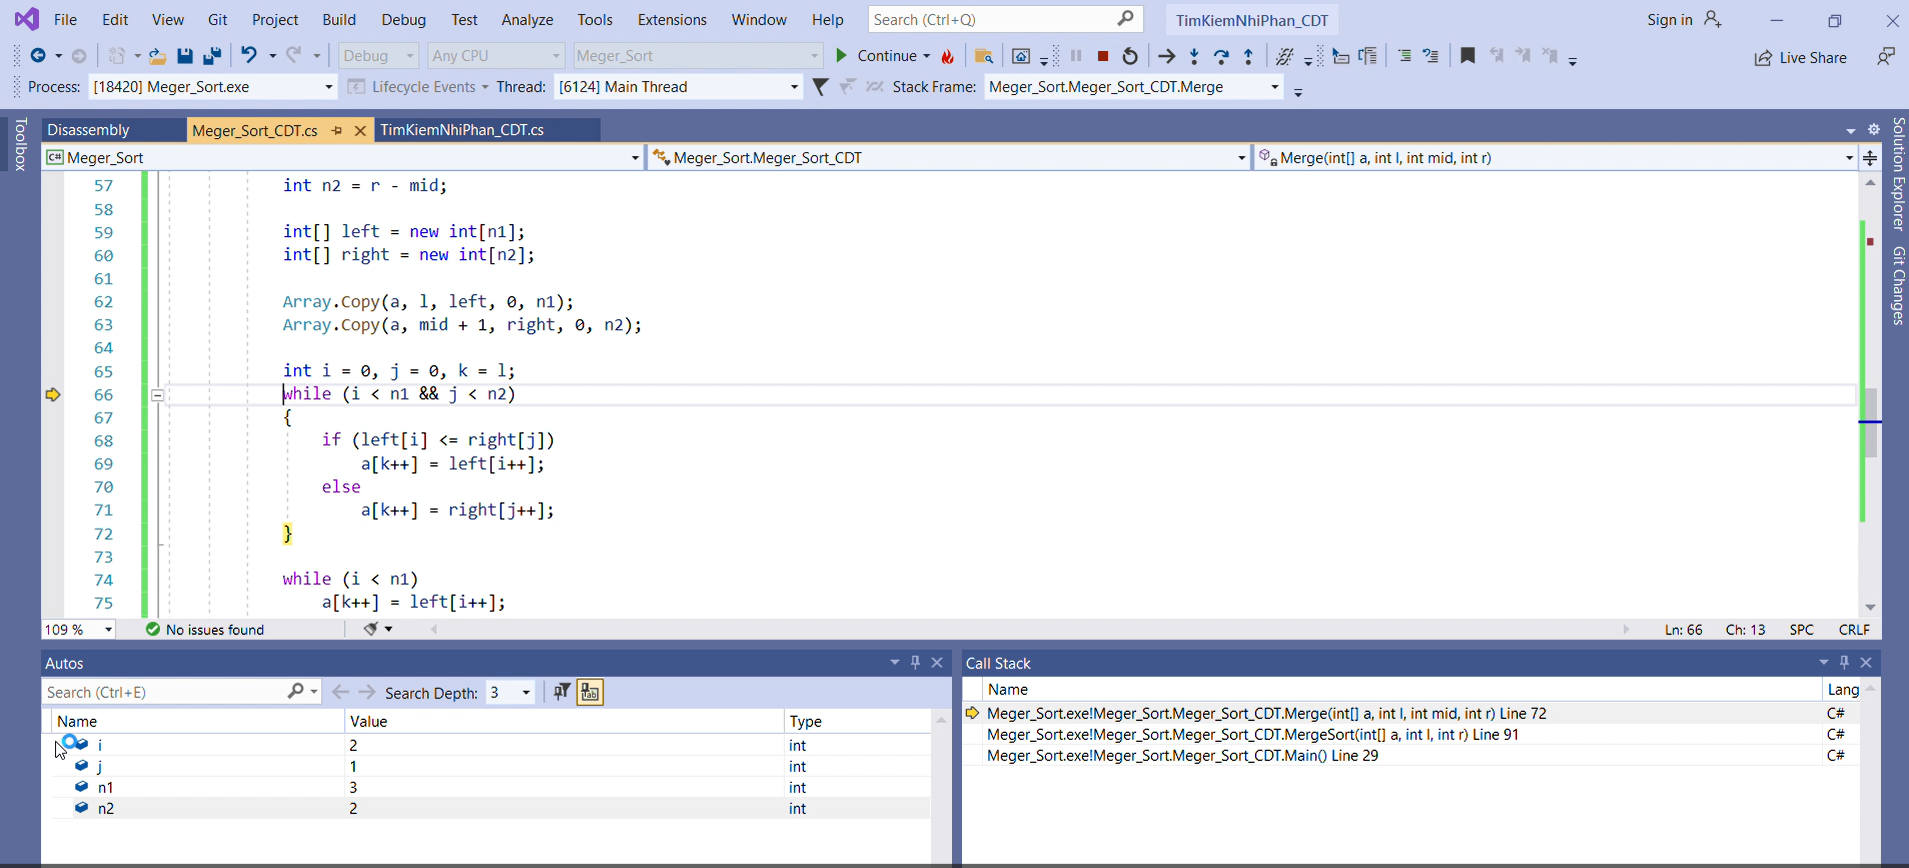 File Edit View Git Project Build Debug Test Analyze Tools Extensions Window Help Search (Ctrl+Q) TimKiemNhiPhan_CDT Sign in
Debug Any CPU Meger_Sort Continue Live Share
Process: [18420] Meger_Sort.exe Lifecycle Events Thread: [6124] Main Thread Stack Frame: Meger_Sort.Meger_Sort_CDT.Merge
Toolbox
Disassembly Meger_Sort_CDT.cs TimKiemNhiPhan_CDT.cs
Solution Explorer
Git Changes
C# Meger_Sort Meger_Sort.Meger_Sort_CDT Merge(int[] a, int l, int mid, int r)
57 int n2 = r - mid;
58
59 int[] left = new int[n1];
60 int[] right = new int[n2];
61
62 Array.Copy(a, l, left, 0, n1);
63 Array.Copy(a, mid + 1, right, 0, n2);
64
65 int i = 0, j = 0, k = l;
66 while (i < n1 && j < n2)
67 {
68 if (left[i] <= right[j])
69 a[k++] = left[i++];
70 else
71 a[k++] = right[j++];
72 }
73
74 while (i < n1)
75 a[k++] = left[i++];
109 % No issues found Ln: 66 Ch: 13 SPC CRLF
Autos
Search (Ctrl+E) Search Depth: 3
Name Value Type
i 2 int
j 1 int
n1 3 int
n2 2 int
Call Stack
Name Lang
Meger_Sort.exe!Meger_Sort.Meger_Sort_CDT.Merge(int[] a, int l, int mid, int r) Line 72 C#
Meger_Sort.exe!Meger_Sort.Meger_Sort_CDT.MergeSort(int[] a, int l, int r) Line 91 C#
Meger_Sort.exe!Meger_Sort.Meger_Sort_CDT.Main() Line 29 C#